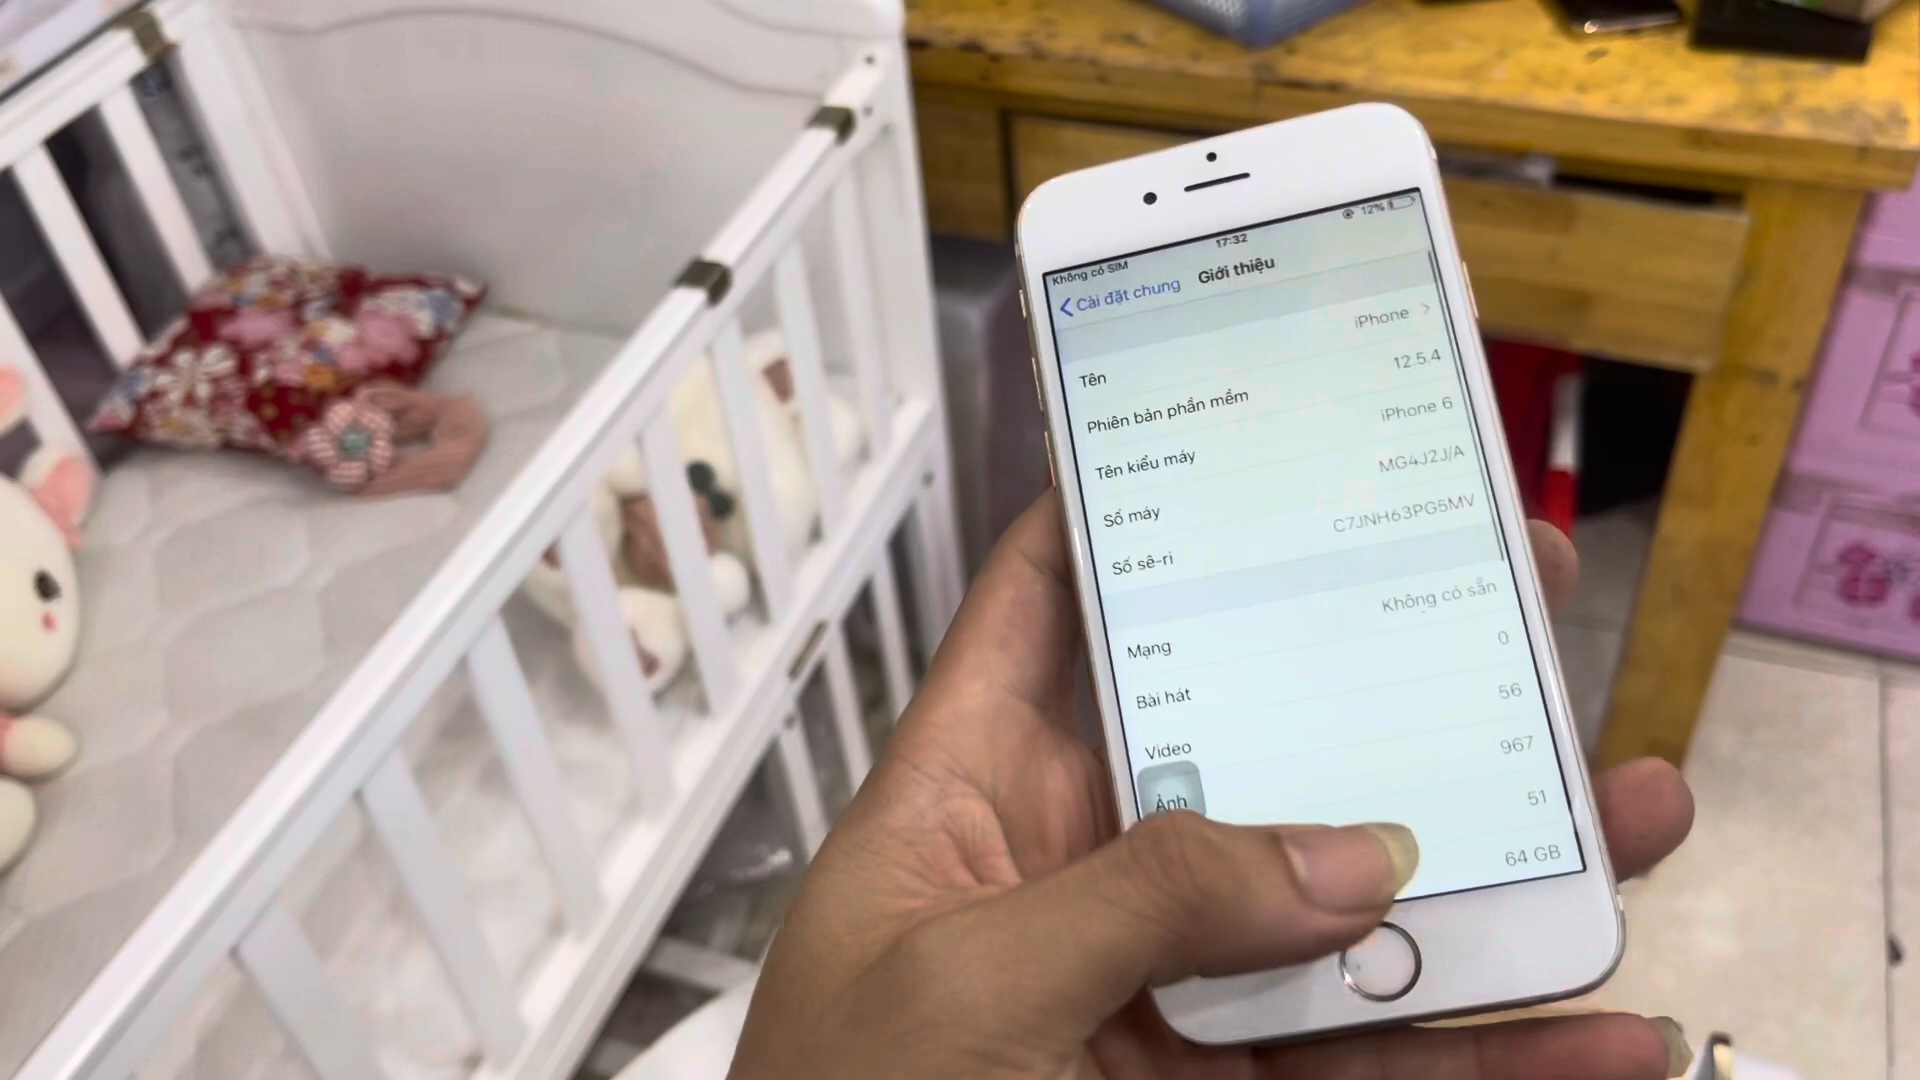 Không có SIM 17:32 12%
Cài đặt chung Giới thiệu
Tên iPhone
Phiên bản phần mềm 12.5.4
Tên kiểu máy iPhone 6
Số máy MG4J2J/A
Số sê-ri C7JNH63PG5MV
Mạng Không có sẵn
Bài hát 0
Video 56
Ảnh 967
51
64 GB